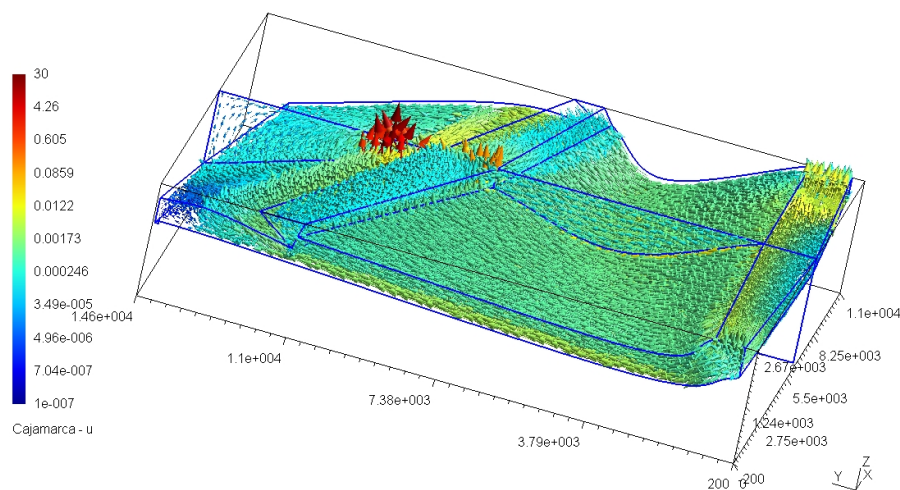 30
4.26
0.605
0.0859
0.0122
0.00173
0.000246
3.49e-005
4.96e-006
7.04e-007
1e-007
Cajamarca - u
1.46e+004
1.1e+004
7.38e+003
3.79e+003
200
0
-200
1.24e+003
2.67e+003
2.75e+003
5.5e+003
8.25e+003
1.1e+004
Z
Y
X